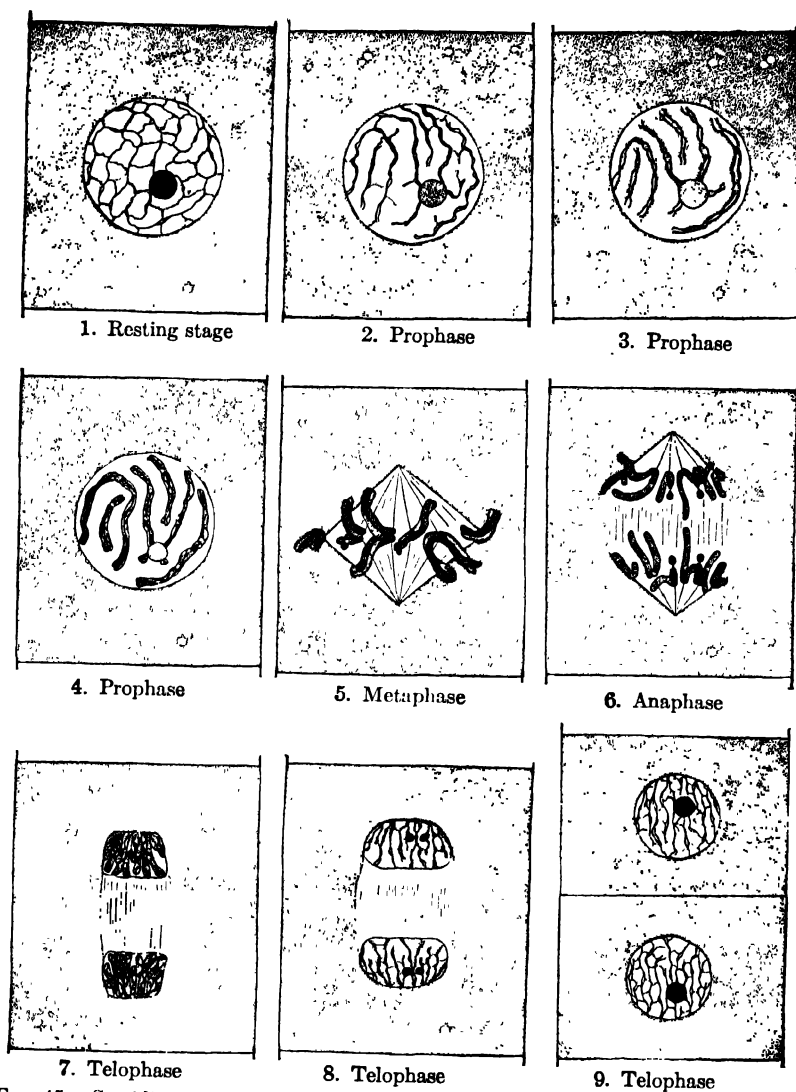 1. Resting stage
2. Prophase
3. Prophase
4. Prophase
5. Metaphase
6. Anaphase
7. Telophase
8. Telophase
9. Telophase